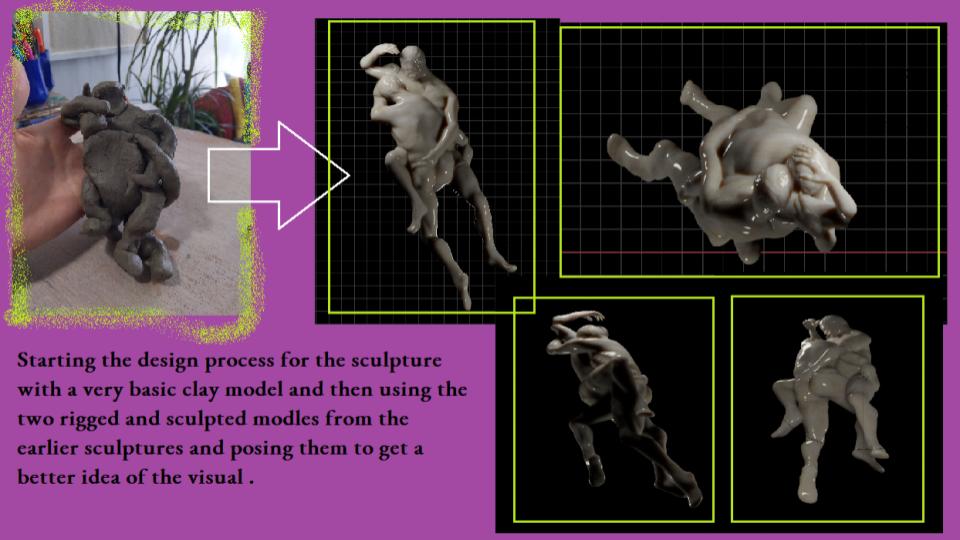 Starting the design process for the sculpture
with a very basic clay model and then using the
two rigged and sculpted modles from the
earlier sculptures and posing them to get a
better idea of the visual .